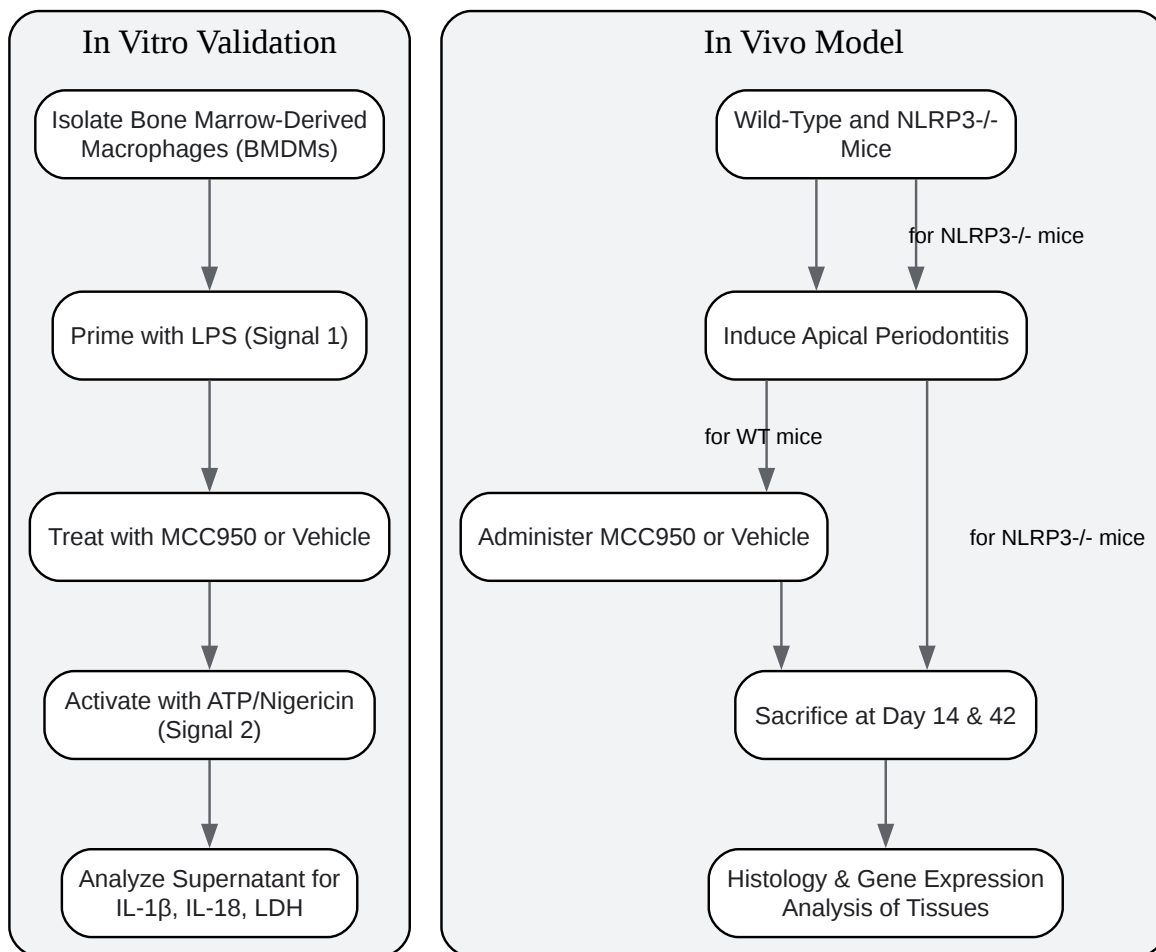 In Vitro Validation
Isolate Bone Marrow-Derived
Macrophages (BMDMs)
Prime with LPS (Signal 1)
Treat with MCC950 or Vehicle
Activate with ATP/Nigericin
(Signal 2)
Analyze Supernatant for
IL-1β, IL-18, LDH
In Vivo Model
Wild-Type and NLRP3-/-
Mice
for NLRP3-/- mice
Induce Apical Periodontitis
for WT mice
Administer MCC950 or Vehicle
for NLRP3-/- mice
Sacrifice at Day 14 & 42
Histology & Gene Expression
Analysis of Tissues